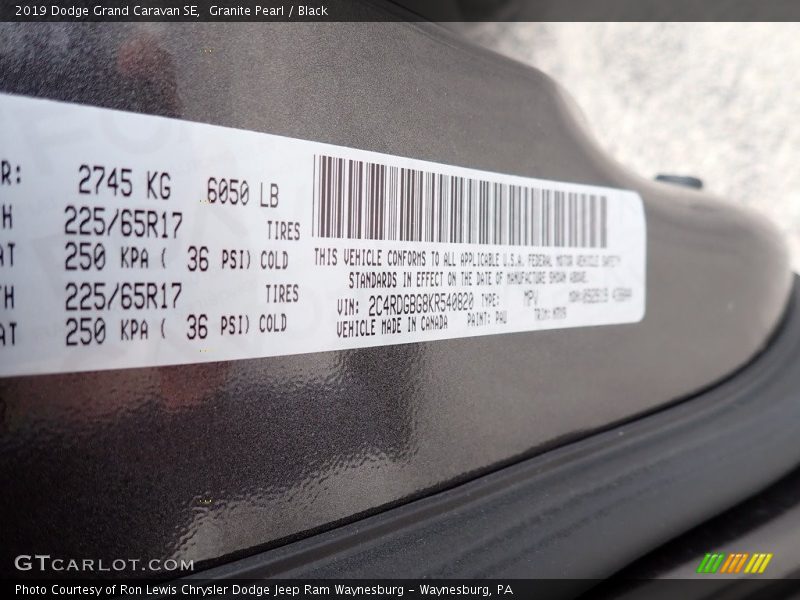 2019 Dodge Grand Caravan SE, Granite Pearl / Black
R: 2745 KG 6050 LB
H 225/65R17 TIRES
AT 250 KPA ( 36 PSI) COLD
TH 225/65R17 TIRES
AT 250 KPA ( 36 PSI) COLD
THIS VEHICLE CONFORMS TO ALL APPLICABLE U.S.A. FEDERAL MOTOR VEHICLE SAFETY
STANDARDS IN EFFECT ON THE DATE OF MANUFACTURE SHOWN ABOVE.
VIN: 2C4RDGBG8KR540820 TYPE: MPV
VEHICLE MADE IN CANADA PAINT: PAU TRIM:
GTCARLOT.COM
Photo Courtesy of Ron Lewis Chrysler Dodge Jeep Ram Waynesburg – Waynesburg, PA